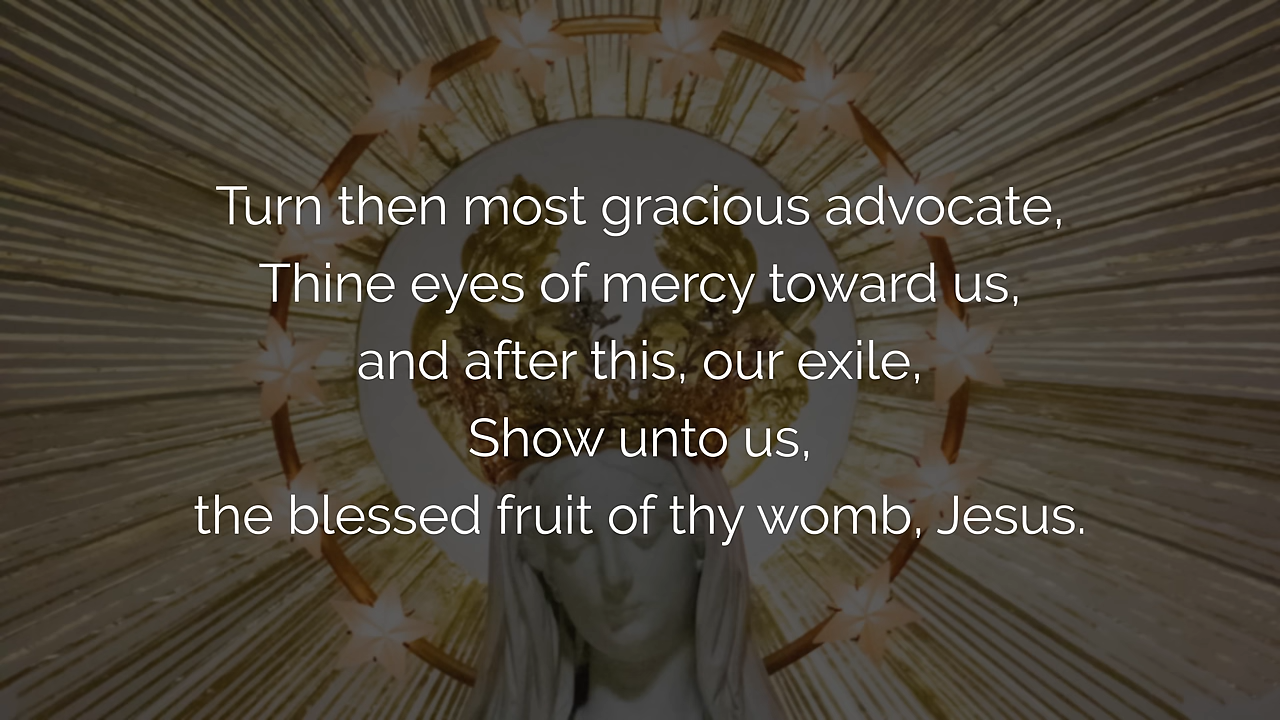 Turn then most gracious advocate,
Thine eyes of mercy toward us,
and after this, our exile,
Show unto us,
the blessed fruit of thy womb, Jesus.